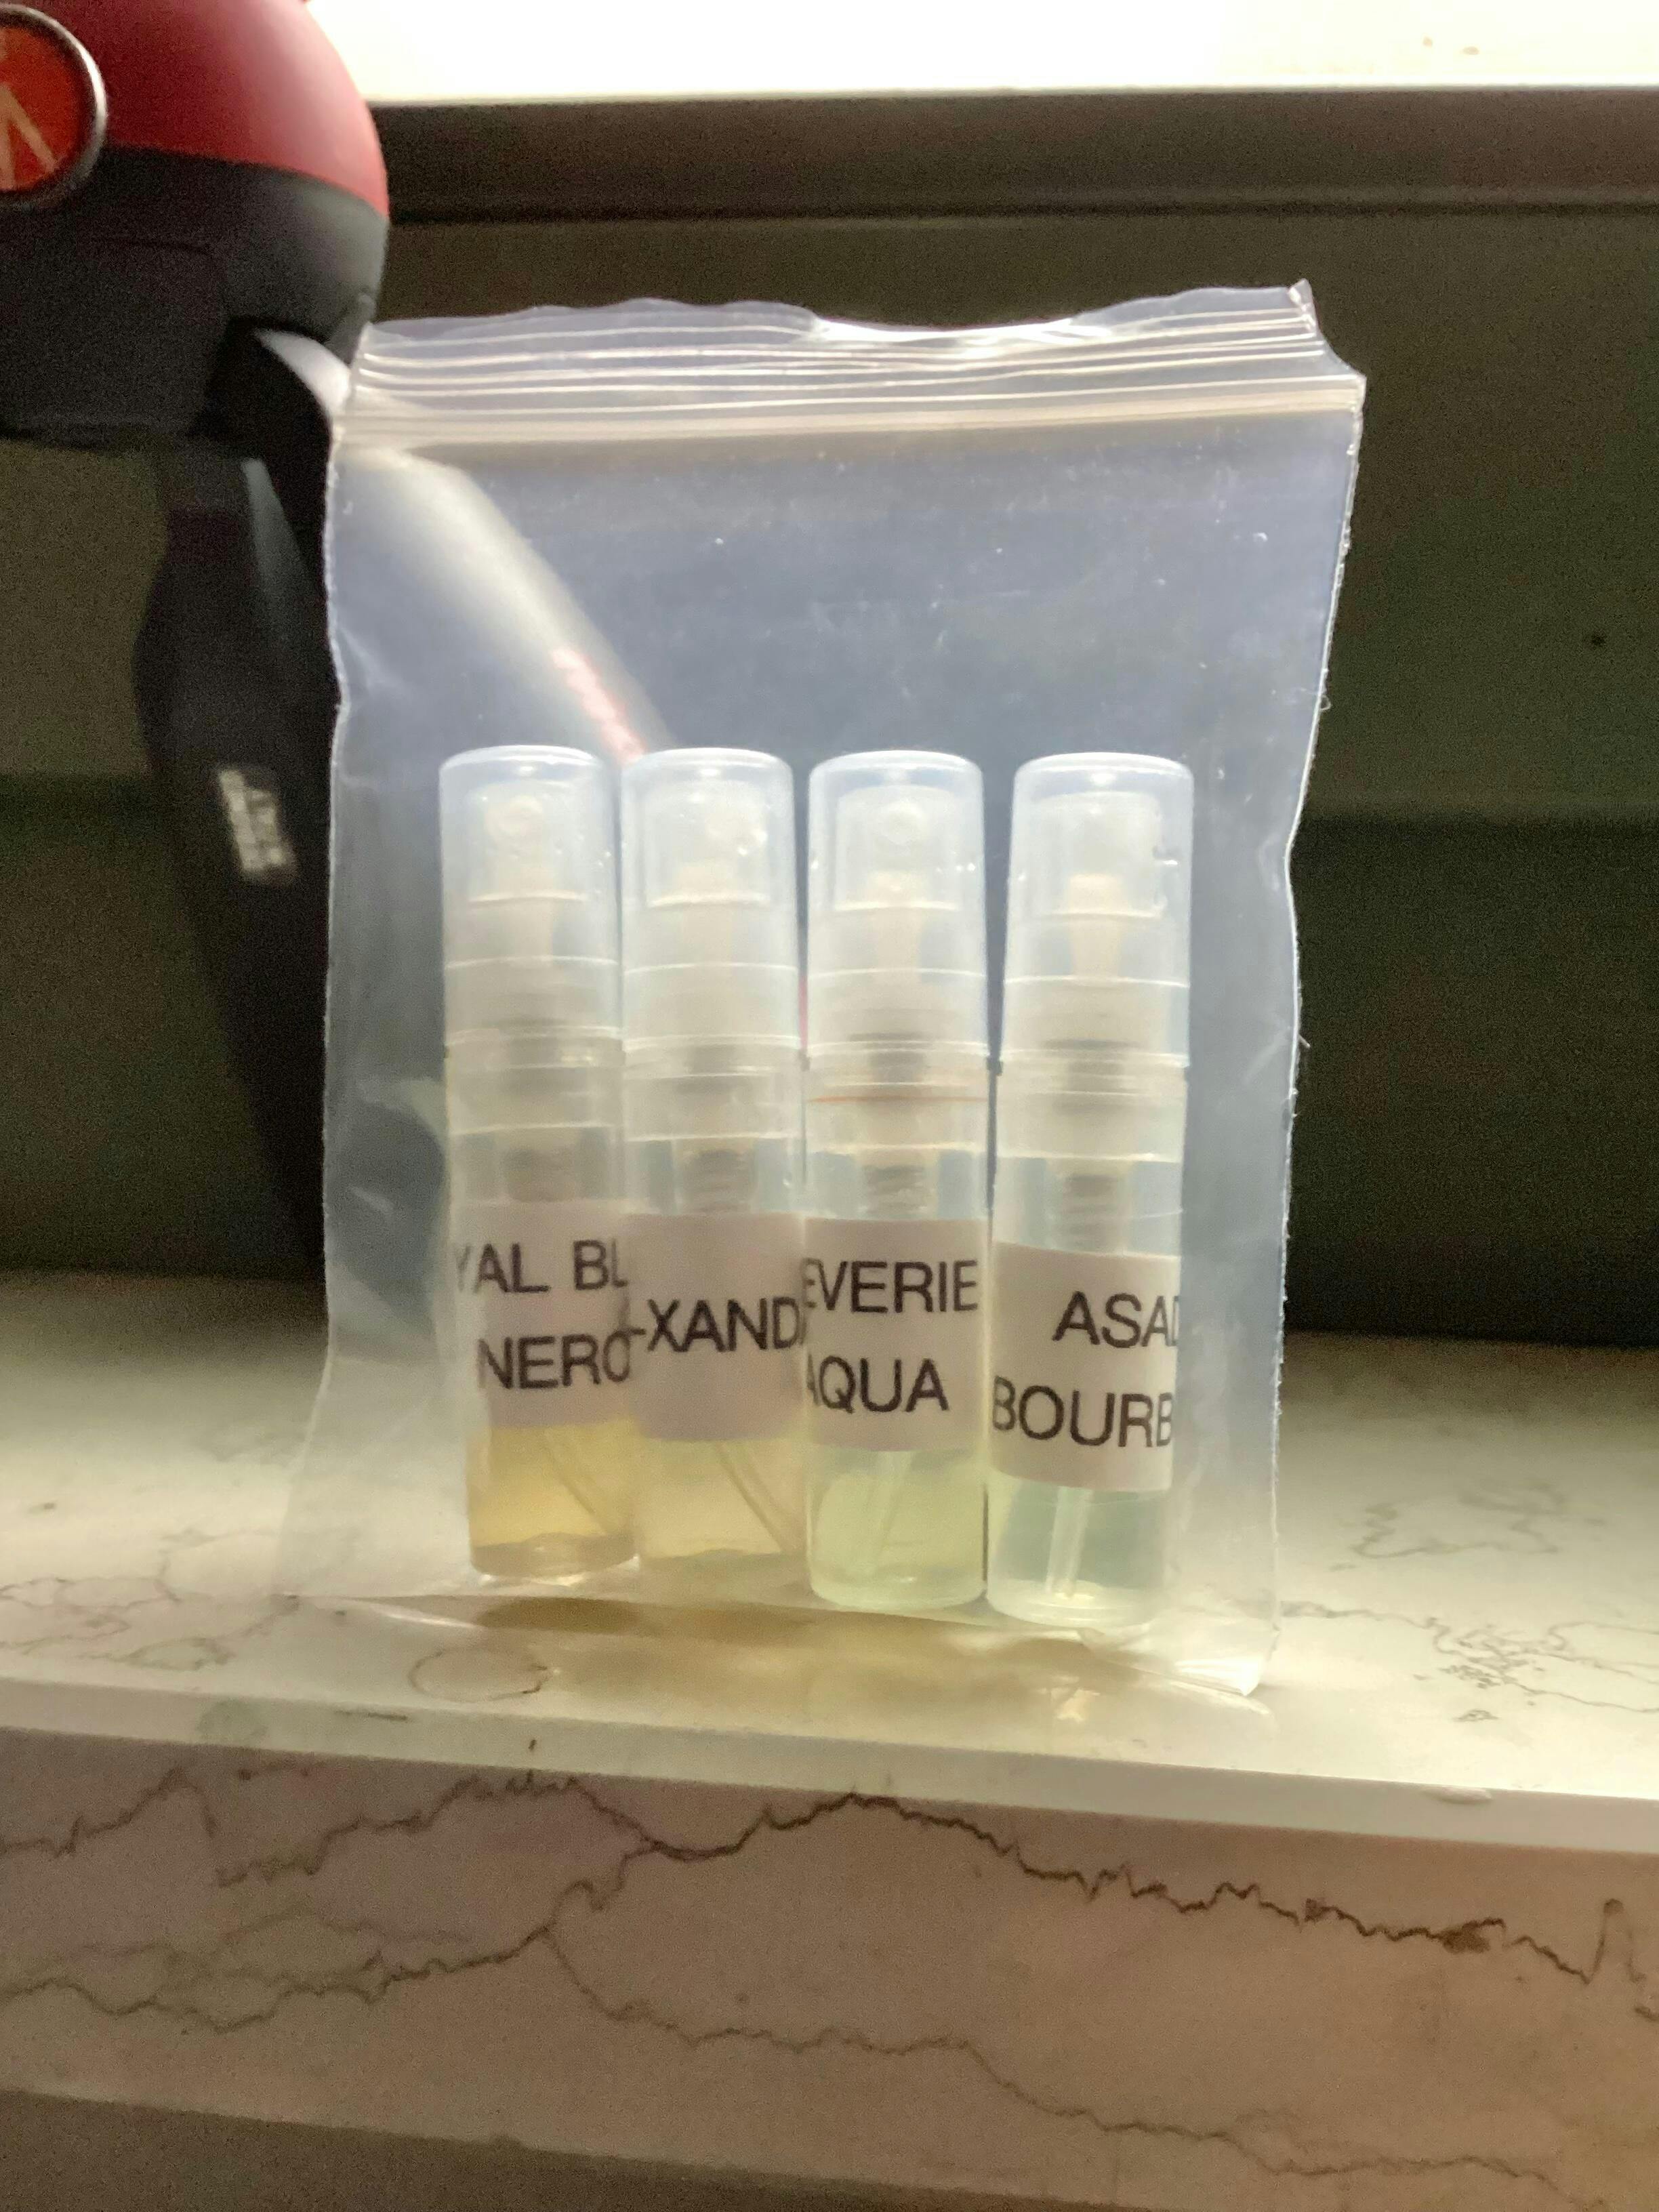 YAL BL
NERO
XAND
EVERIE
AQUA
ASAD
BOURB